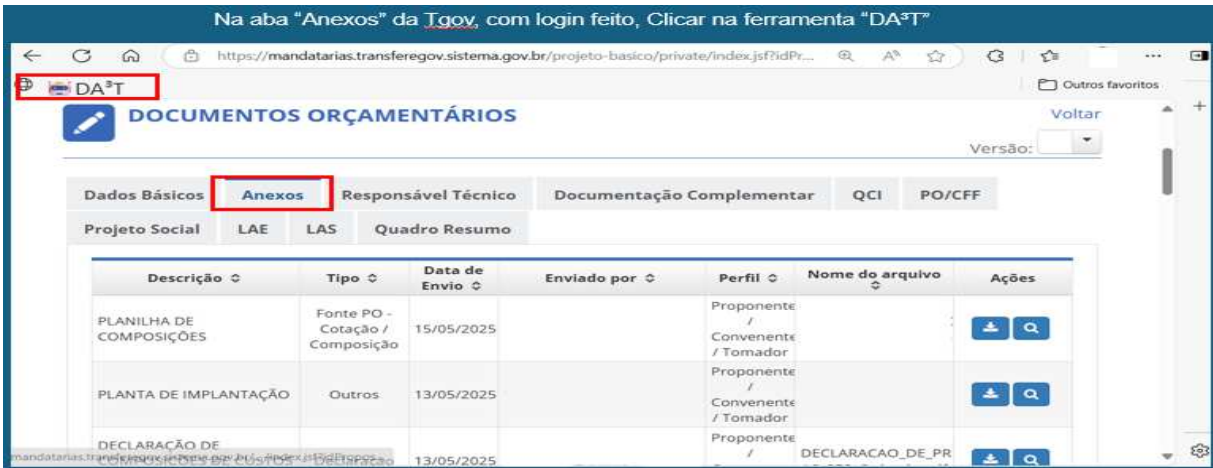 Na aba “Anexos” da Tgov, com login feito, Clicar na ferramenta “DA³T”
https://mandatarias.transferegov.sistema.gov.br/projeto-basico/private/index.jsf?idPr...
DA³T
Outros favoritos
DOCUMENTOS ORÇAMENTÁRIOS
Voltar
Versão:
Dados Básicos Anexos Responsável Técnico Documentação Complementar QCI PO/CFF
Projeto Social LAE LAS Quadro Resumo
Descrição Tipo Data de Envio Enviado por Perfil Nome do arquivo Ações
PLANILHA DE COMPOSIÇÕES Fonte PO - Cotação / Composição 15/05/2025 Proponente / Convenente / Tomador
PLANTA DE IMPLANTAÇÃO Outros 13/05/2025 Proponente / Convenente / Tomador
DECLARAÇÃO DE 13/05/2025 Proponente / DECLARACAO_DE_PR